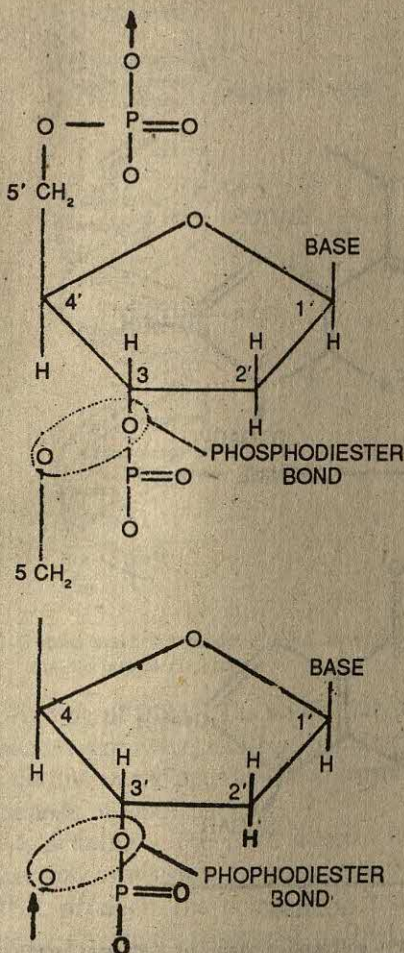 O
O — P = O
O
5' CH₂
O
BASE
4' 1'
H H H
H 3 2'
O H
O PHOSPHODIESTER
P = O BOND
O
5 CH₂
O
BASE
4 1'
H H H
H 3' 2'
O H
O PHOPHODIESTER
P = O BOND
O